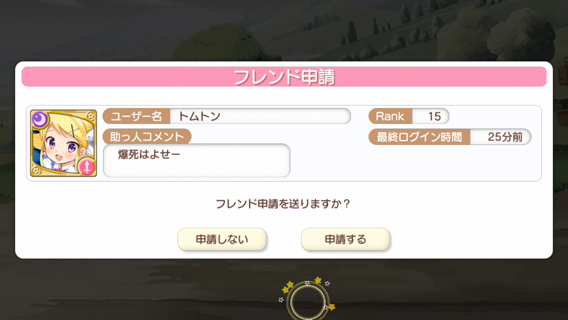 フレンド申請
ユーザー名 トムトン
Rank 15
助っ人コメント
最終ログイン時間 25分前
爆死はよせー
フレンド申請を送りますか？
申請しない 申請する